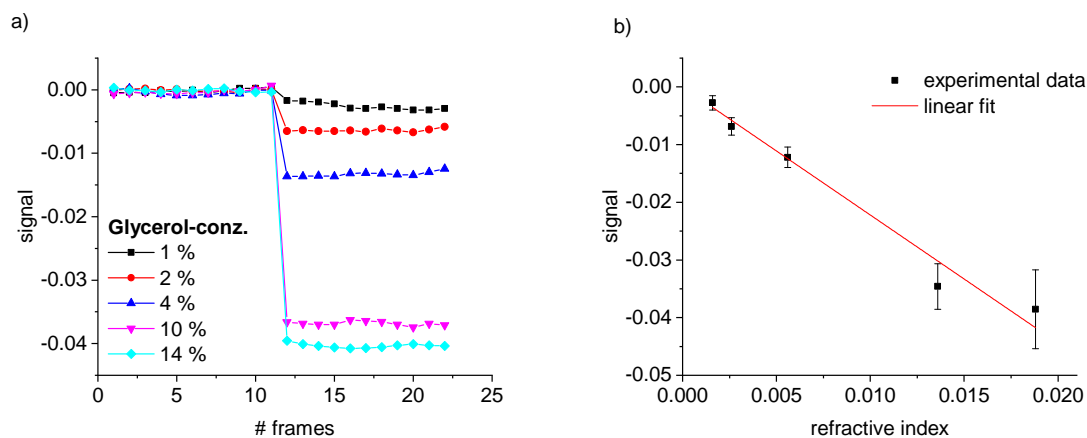 a)
0.00
-0.01
-0.02
-0.03
-0.04
signal
Glycerol-conz.
1 %
2 %
4 %
10 %
14 %
0 5 10 15 20 25
# frames
b)
experimental data
linear fit
0.00
-0.01
-0.02
-0.03
-0.04
-0.05
signal
0.000 0.005 0.010 0.015 0.020
refractive index